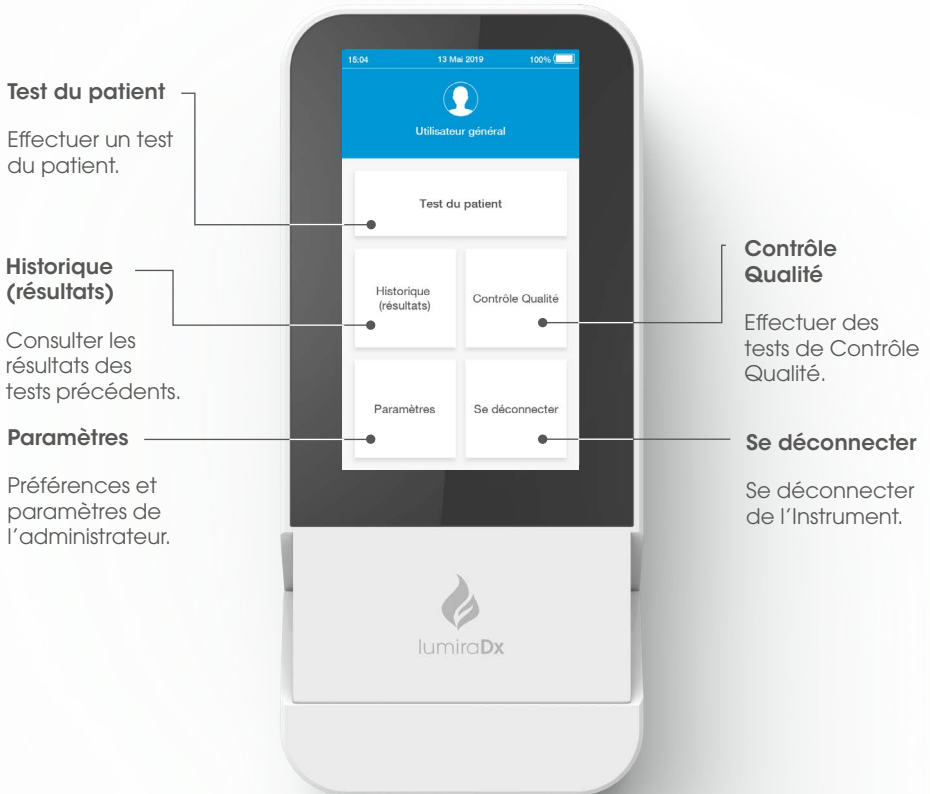 Test du patient
Effectuer un test
du patient.
Historique
(résultats)
Consulter les
résultats des
tests précédents.
Paramètres
Préférences et
paramètres de
l'administrateur.
15:04 13 Mai 2019 100%
Utilisateur général
Test du patient
Historique
(résultats)
Contrôle Qualité
Paramètres
Se déconnecter
lumiraDx
Contrôle
Qualité
Effectuer des
tests de Contrôle
Qualité.
Se déconnecter
Se déconnecter
de l'Instrument.